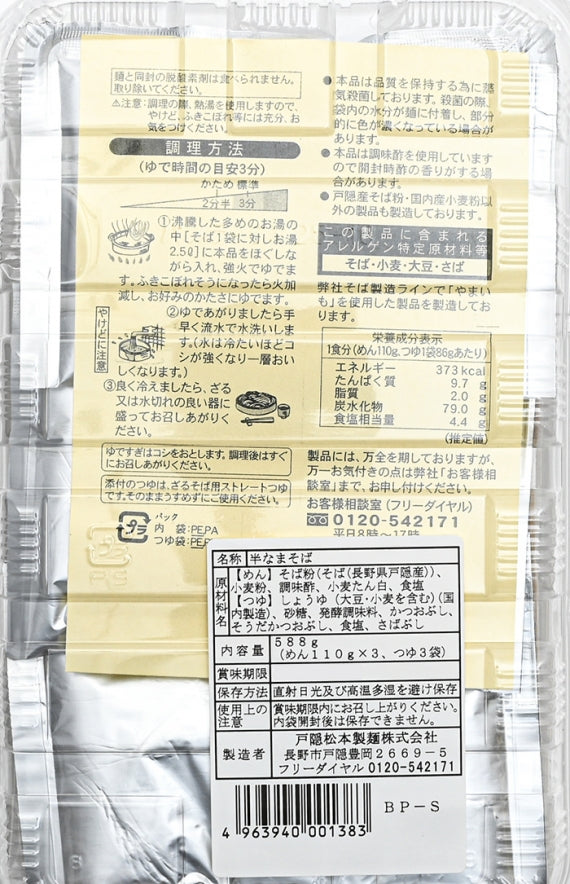 麺と同封の脱酸素剤は食べられません。
取り除いてください。
⚠注意:調理の際、熱湯を使用しますので、
やけど、ふきこぼれ等には充分、お
気をつけください。
調理方法
(ゆで時間の目安3分)
かため 標準
2分半 3分
①沸騰した多めのお湯の
中[そば1袋に対しお湯
2.5ℓ]に本品をほぐしな
がら入れ、強火でゆでま
す。ふきこぼれそうになったら火加
減し、お好みのかたさにゆでます。
やけどに注意
②ゆであがりましたら手
早く流水で水洗いしま
す。(水は冷たいほどコ
シが強くなり一層おい
しくなります。)
③良く冷えましたら、ざる
又は水切れの良い器に
盛ってお召しあがりく
ださい。
ゆですぎはコシをおとします。調理後はすぐ
にお召しあがりください。
添付のつゆは、ざるそば用ストレートつゆ
です。そのままうすめずにご使用ください。
プラ
パック
内 袋:PE,PA
つゆ袋:PE,
●本品は品質を保持する為に蒸
気殺菌しております。殺菌の際、
袋内の水分が麺に付着し、部分
的に色が濃くなっている場合が
あります。
●本品は調味酢を使用しています
ので開封時酢の香りがする場
合があります。
●戸隠産そば粉・国内産小麦粉以
外の製品も製造しております。
この製品に含まれる
アレルゲン特定原材料等
そば・小麦・大豆・さば
弊社そば製造ラインで「やまい
も」を使用した製品を製造してお
ります。
栄養成分表示
1食分(めん110g、つゆ1袋86gあたり)
エネルギー 373kcal
たんぱく質 9.7 g
脂質 2.0 g
炭水化物 79.0 g
食塩相当量 4.4 g
(推定値)
製品には、万全を期しておりますが、
万一お気付きの点は弊社「お客様相
談室」まで、お申し付けください。
お客様相談室(フリーダイヤル)
0120-542171
平日8時〜17時
名称 半なまそば
原材料名
【めん】そば粉(そば(長野県戸隠産))、
小麦粉、調味酢、小麦たん白、食塩
【つゆ】しょうゆ(大豆・小麦を含む)(国
内製造)、砂糖、発酵調味料、かつおぶし、
そうだかつおぶし、食塩、さばぶし
内容量 588g
(めん110g×3、つゆ3袋)
賞味期限
保存方法 直射日光及び高温多湿を避け保存
使用上の注意 賞味期限内にお召し上がりください。
内袋開封後は保存できません。
製造者 戸隠松本製麺株式会社
長野市戸隠豊岡2669-5
フリーダイヤル 0120-542171
BP-S
4 963940 001383